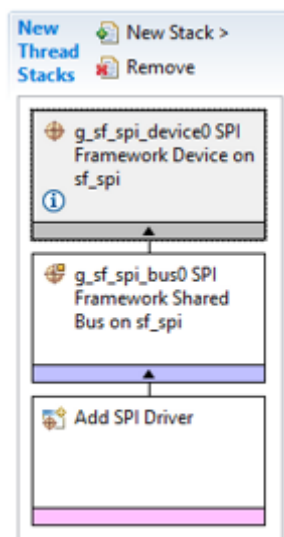 New
Thread
Stacks
New Stack >
Remove
g_sf_spi_device0 SPI
Framework Device on
sf_spi
g_sf_spi_bus0 SPI
Framework Shared
Bus on sf_spi
Add SPI Driver